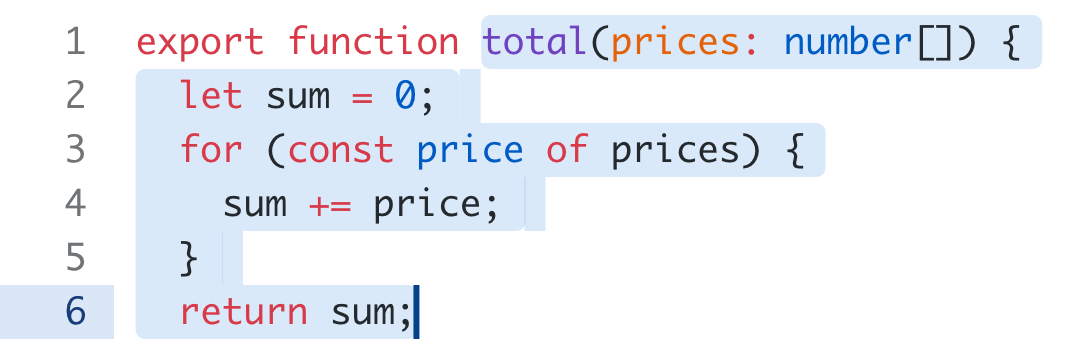 1 export function total(prices: number[]) {
2   let sum = 0;
3   for (const price of prices) {
4     sum += price;
5   }
6   return sum;